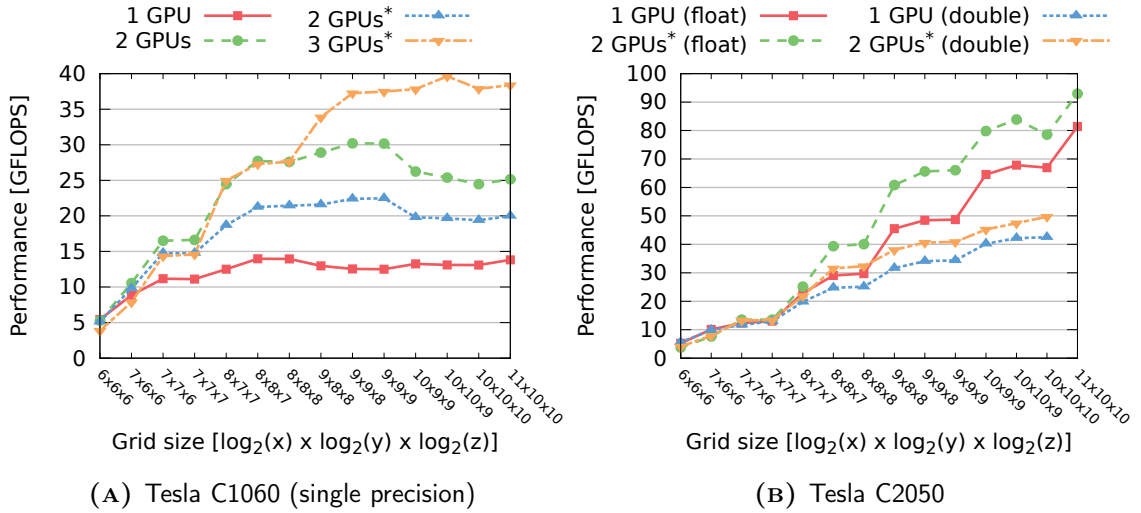 1 GPU
2 GPUs
2 GPUs*
3 GPUs*
Performance [GFLOPS]
40
35
30
25
20
15
10
5
0
6x6x6
7x6x6
7x7x6
7x7x7
8x7x7
8x8x7
8x8x8
9x8x8
9x9x8
9x9x9
10x9x9
10x10x9
10x10x10
11x10x10
Grid size [log2(x) x log2(y) x log2(z)]
(A) Tesla C1060 (single precision)
1 GPU (float)
2 GPUs* (float)
1 GPU (double)
2 GPUs* (double)
Performance [GFLOPS]
100
90
80
70
60
50
40
30
20
10
0
6x6x6
7x6x6
7x7x6
7x7x7
8x7x7
8x8x7
8x8x8
9x8x8
9x9x8
9x9x9
10x9x9
10x10x9
10x10x10
11x10x10
Grid size [log2(x) x log2(y) x log2(z)]
(B) Tesla C2050